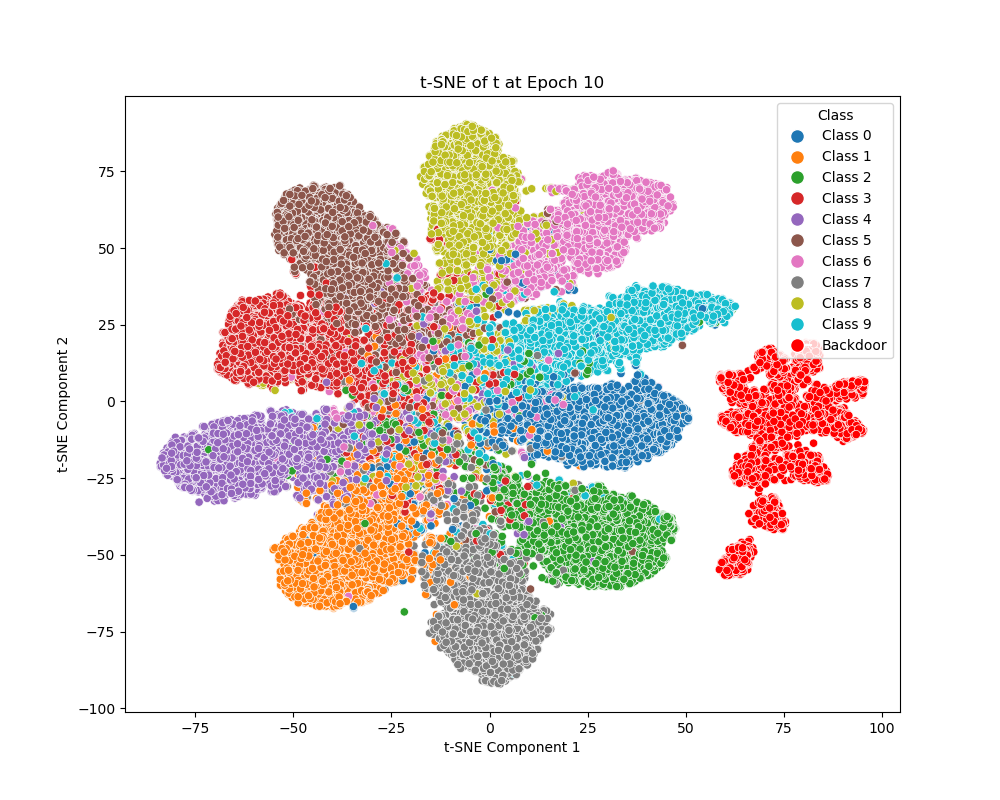 t-SNE of t at Epoch 10
Class
Class 0
Class 1
Class 2
Class 3
Class 4
Class 5
Class 6
Class 7
Class 8
Class 9
Backdoor
75
50
25
0
−25
−50
−75
−100
t-SNE Component 2
−75 −50 −25 0 25 50 75 100
t-SNE Component 1